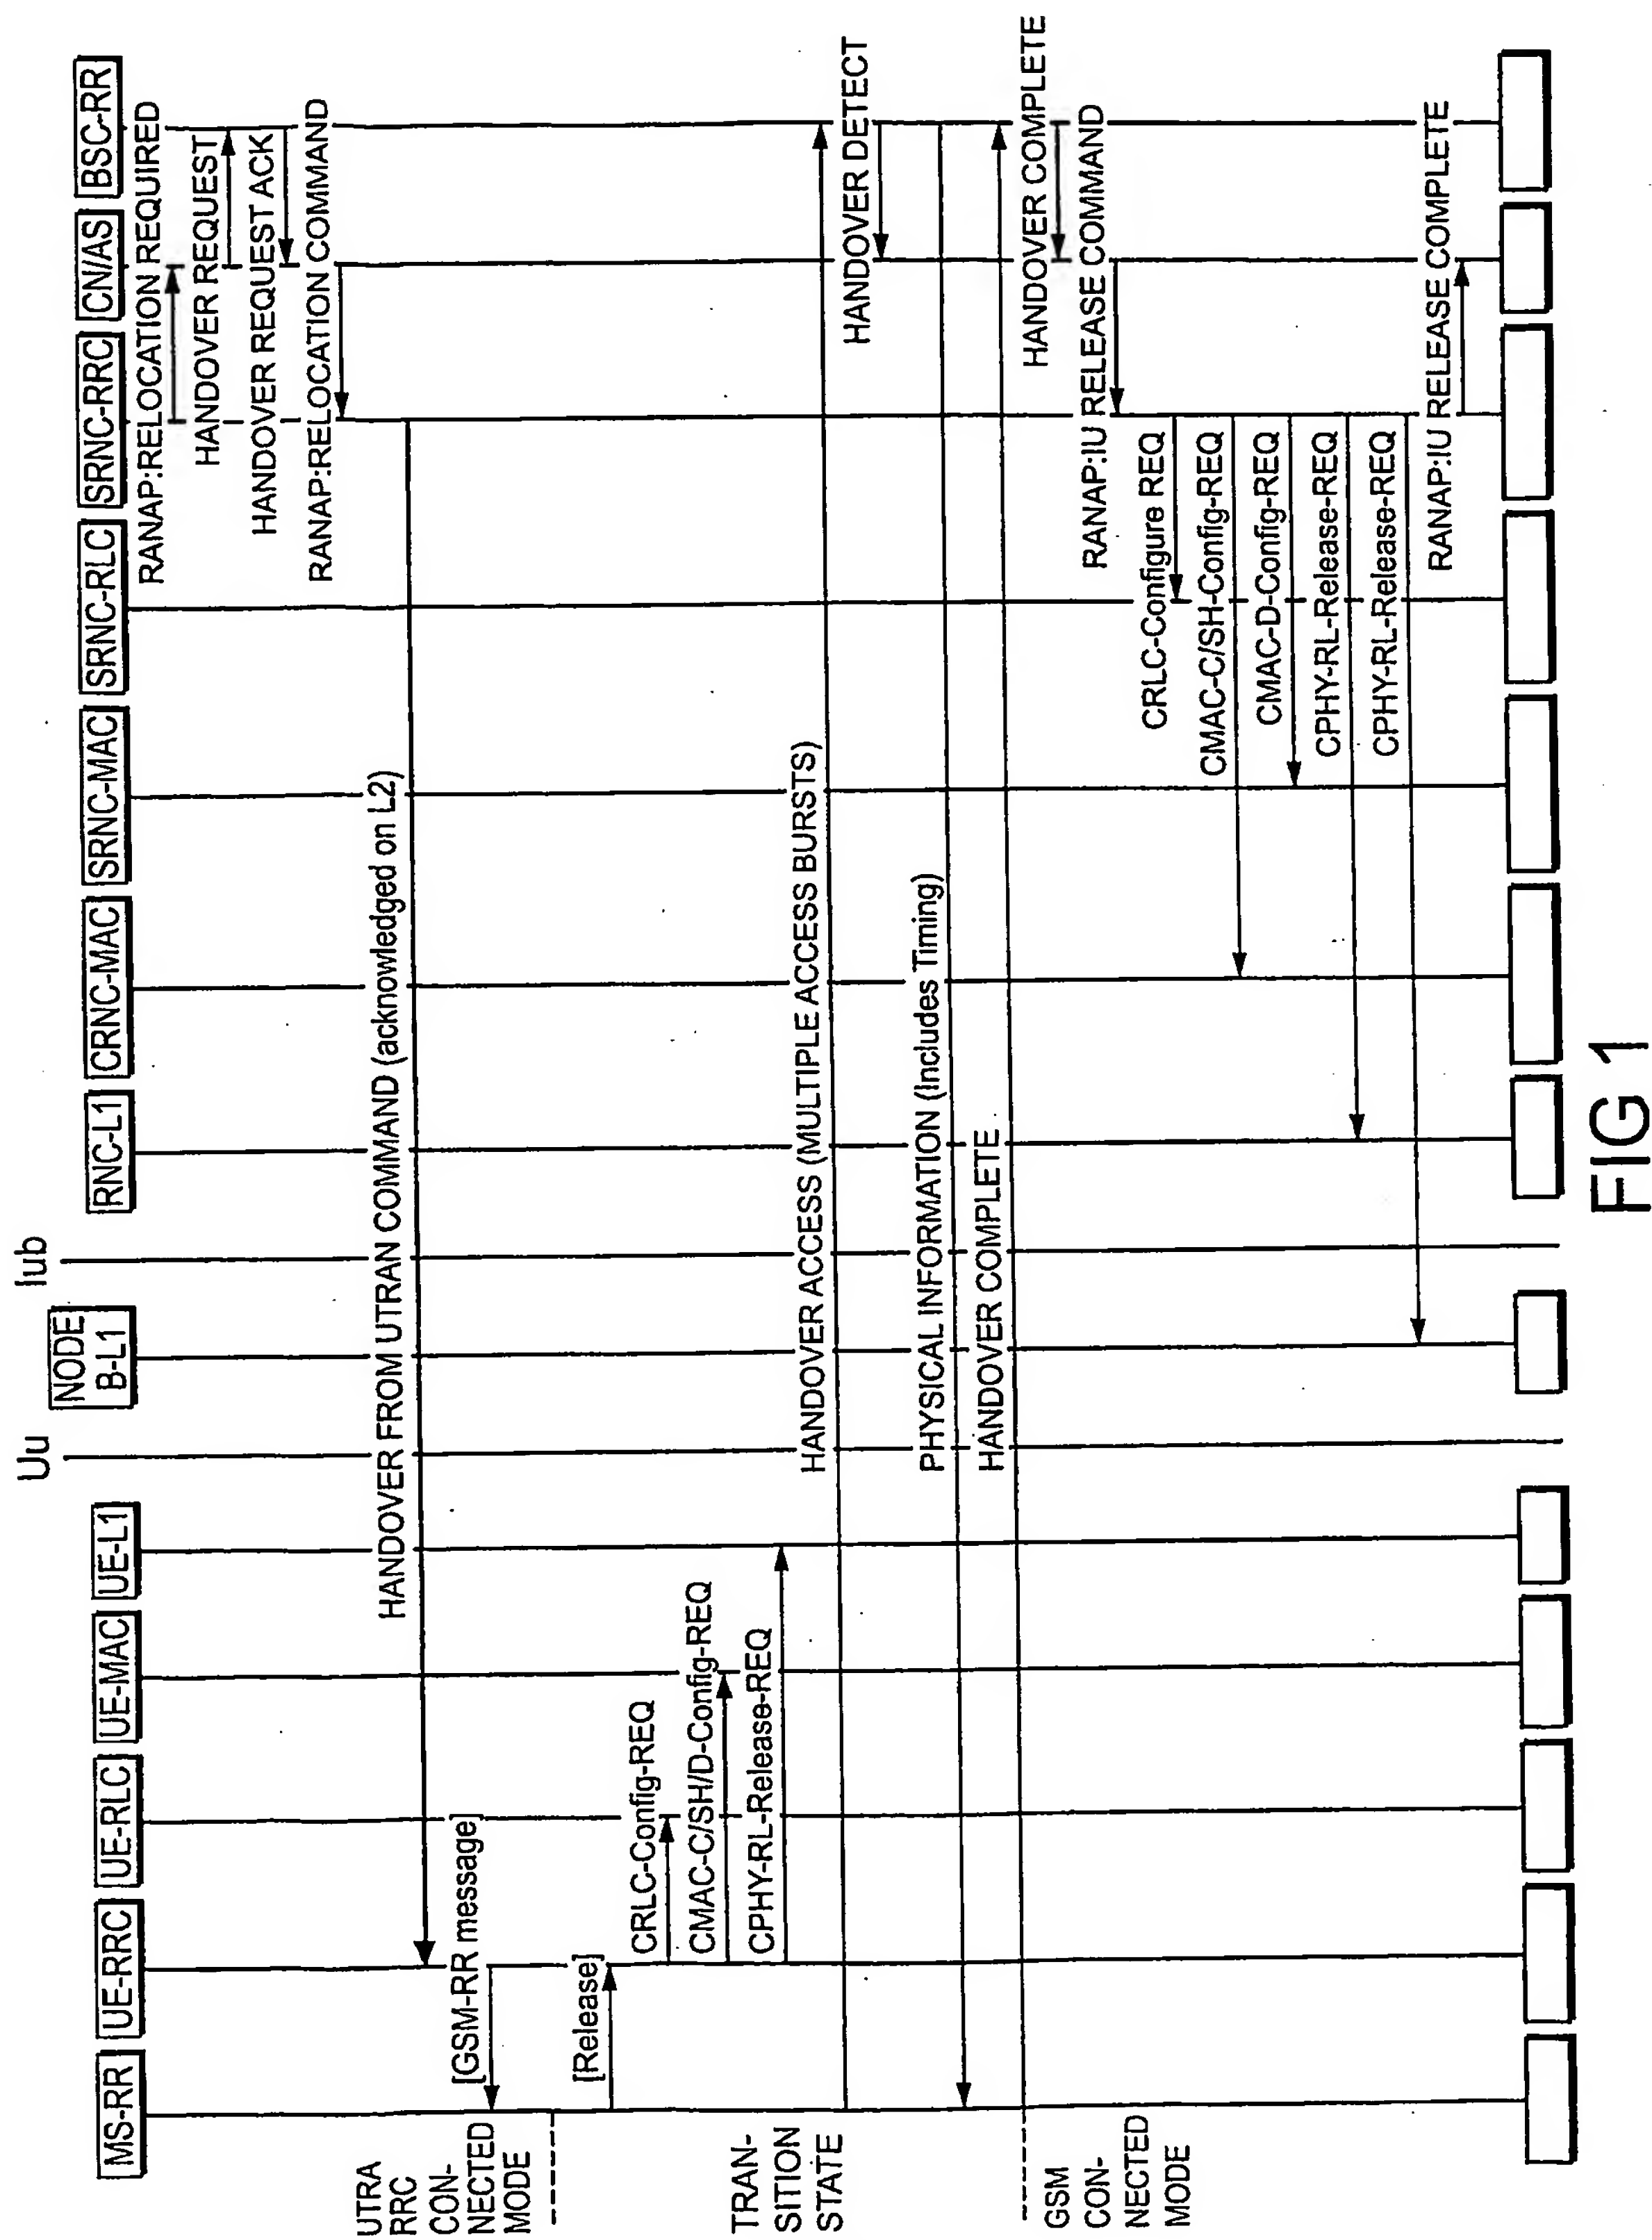 Uu
Iub
MS-RR
UE-RRC
UE-RLC
UE-MAC
UE-L1
NODE
B-L1
RNC-L1
CRNC-MAC
SRNC-MAC
SRNC-RLC
SRNC-RRC
CN/AS
BSC-RR
RANAP:RELOCATION REQUIRED
HANDOVER REQUEST
HANDOVER REQUEST ACK
RANAP:RELOCATION COMMAND
HANDOVER FROM UTRAN COMMAND (acknowledged on L2)
UTRA
RRC
CON-
NECTED
MODE
[GSM-RR message]
[Release]
CRLC-Config-REQ
CMAC-C/SH/D-Config-REQ
CPHY-RL-Release-REQ
TRAN-
SITION
STATE
HANDOVER ACCESS (MULTIPLE ACCESS BURSTS)
HANDOVER DETECT
PHYSICAL INFORMATION (Includes Timing)
HANDOVER COMPLETE
HANDOVER COMPLETE
GSM
CON-
NECTED
MODE
RANAP:IU RELEASE COMMAND
CRLC-Configure REQ
CMAC-C/SH-Config-REQ
CMAC-D-Config-REQ
CPHY-RL-Release-REQ
CPHY-RL-Release-REQ
RANAP:IU RELEASE COMPLETE
FIG 1